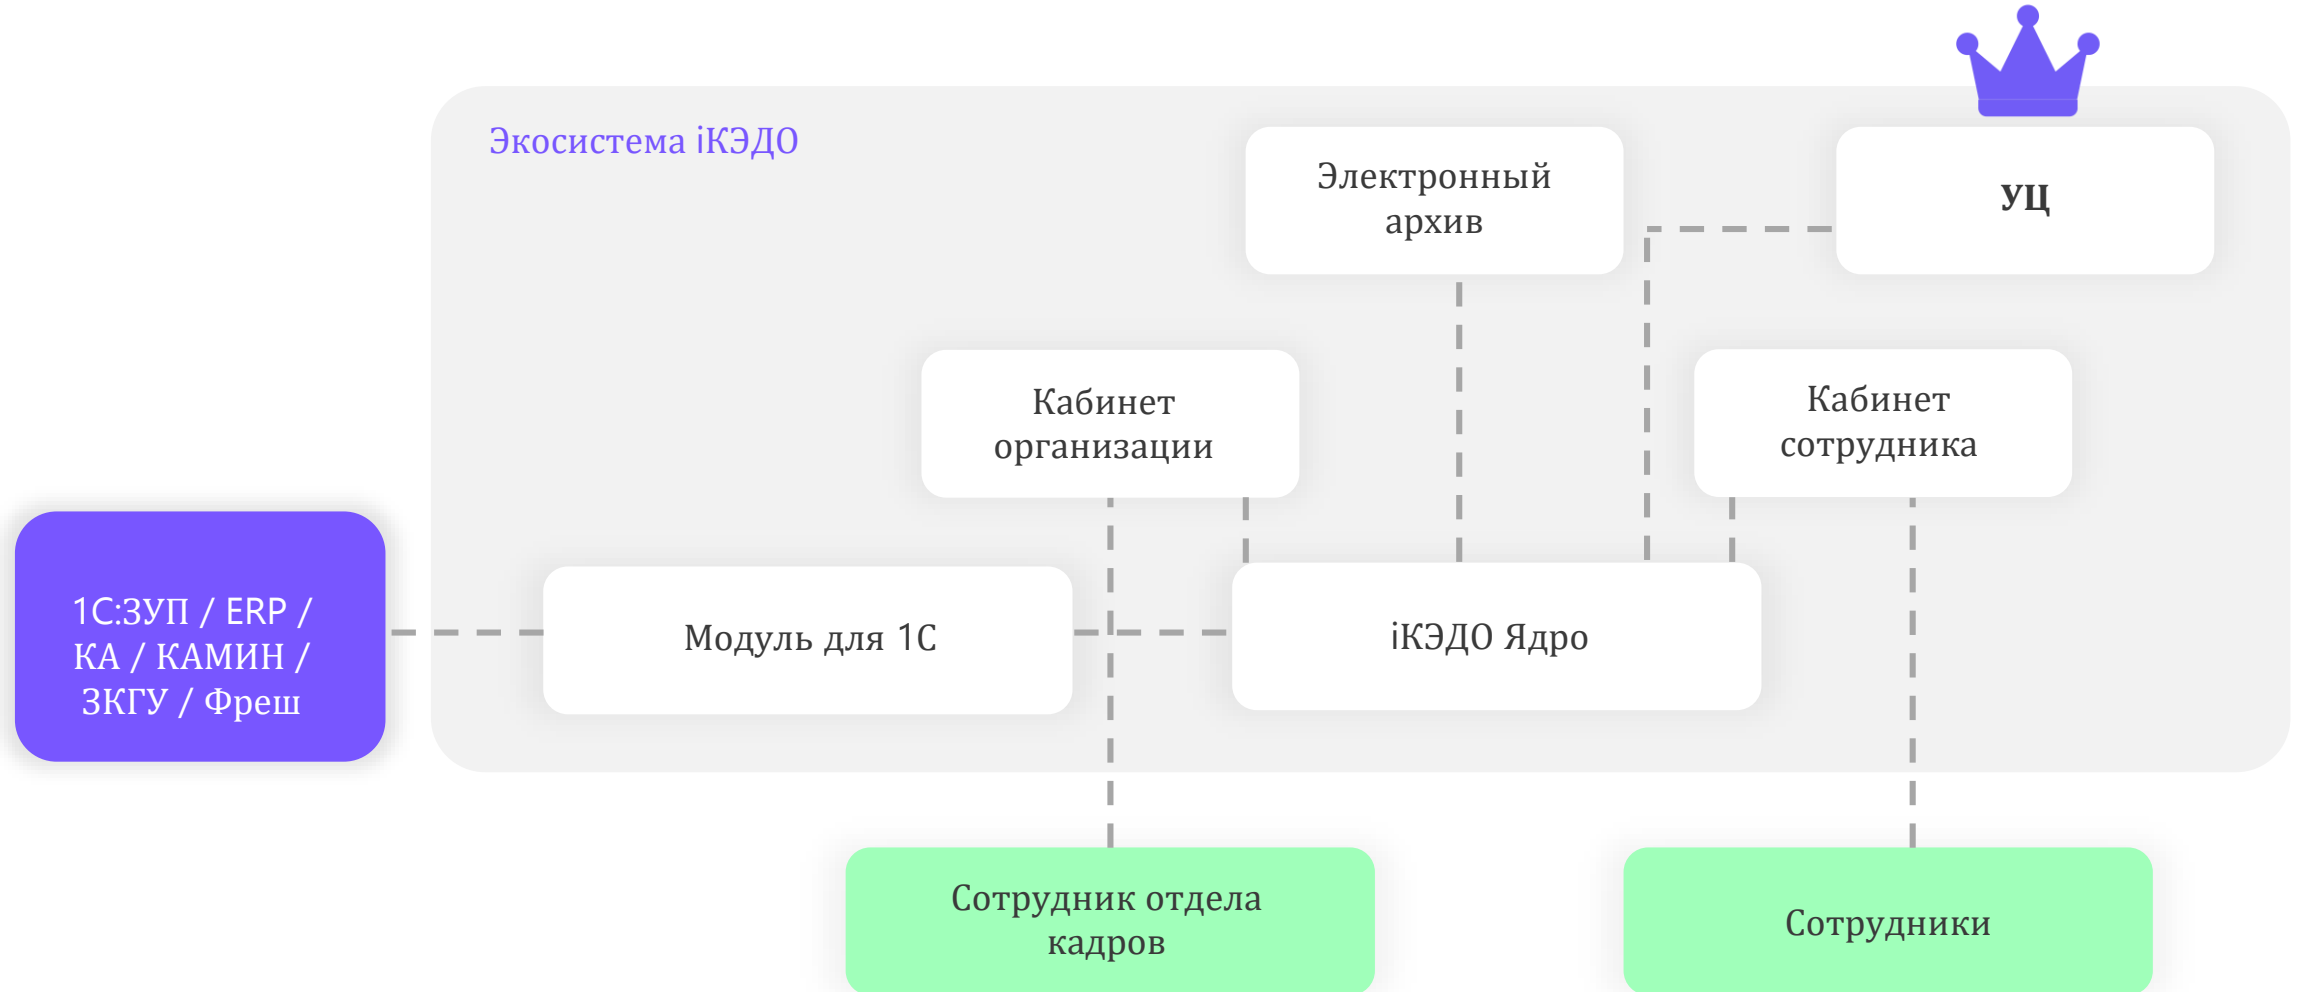 Экосистема iКЭДО
Электронный
архив
УЦ
Кабинет
организации
Кабинет
сотрудника
1С:ЗУП / ERP /
КА / КАМИН /
ЗКГУ / Фреш
Модуль для 1С
iКЭДО Ядро
Сотрудник отдела
кадров
Сотрудники